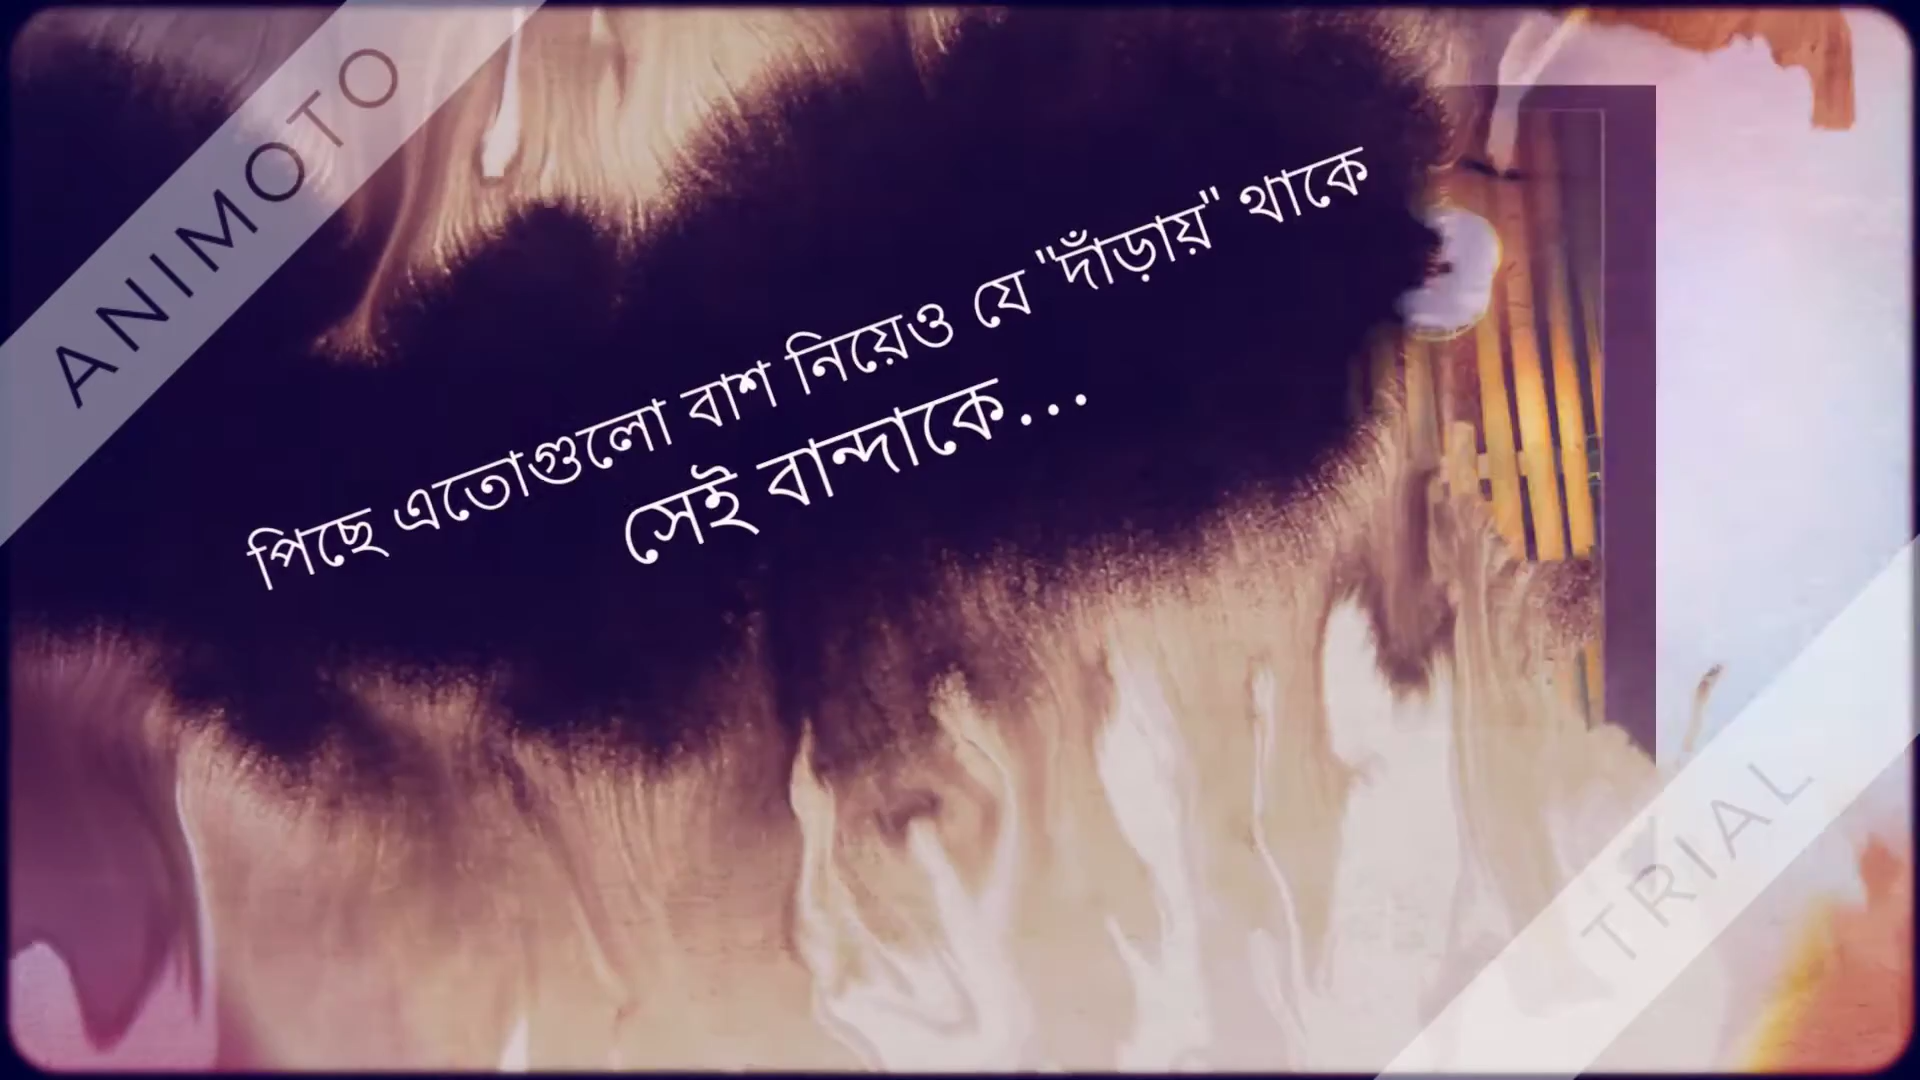 ANIMOTO
পিছে এতোগুলো বাশ নিয়েও যে "দাঁড়ায়" থাকে
সেই বান্দাকে...
TRIAL